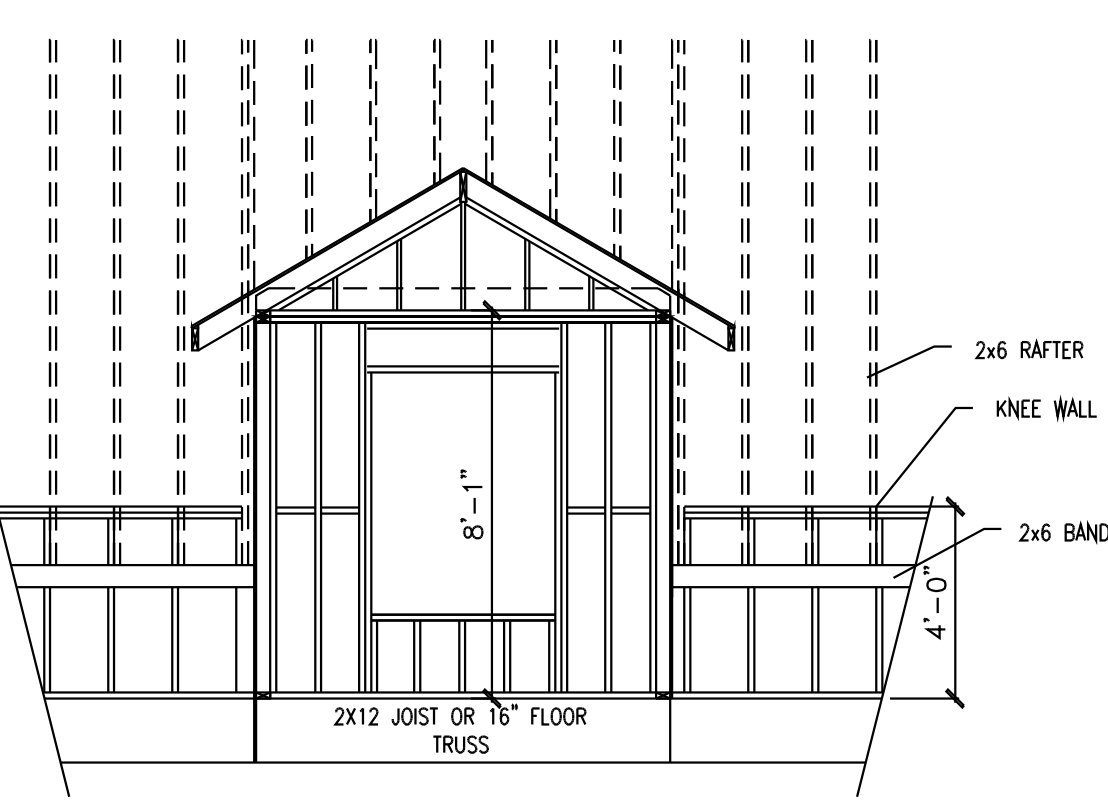 2x6 RAFTER
KNEE WALL
8'-1"
2x6 BAND
4'-0"
2X12 JOIST OR 16" FLOOR
TRUSS